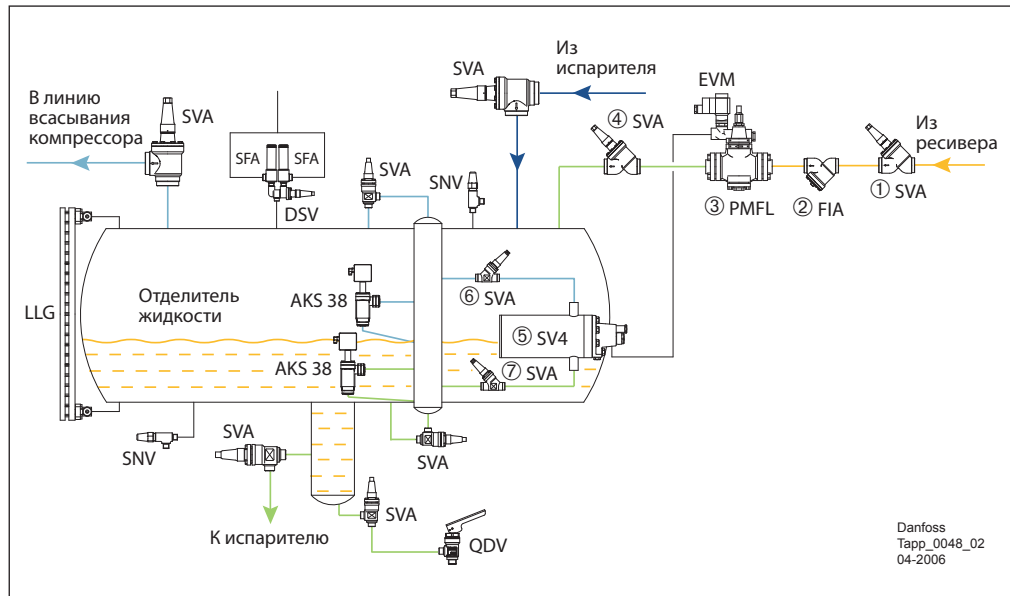 В линию
всасывания
компрессора
SVA
SFA
SFA
DSV
SVA
SNV
SVA
Из
испарителя
④ SVA
EVM
Из
ресивера
③ PMFL
② FIA
① SVA
LLG
Отделитель
жидкости
AKS 38
AKS 38
⑥ SVA
⑤ SV4
⑦ SVA
SNV
SVA
SVA
К испарителю
SVA
QDV
Danfoss
Tapp_0048_02
04-2006